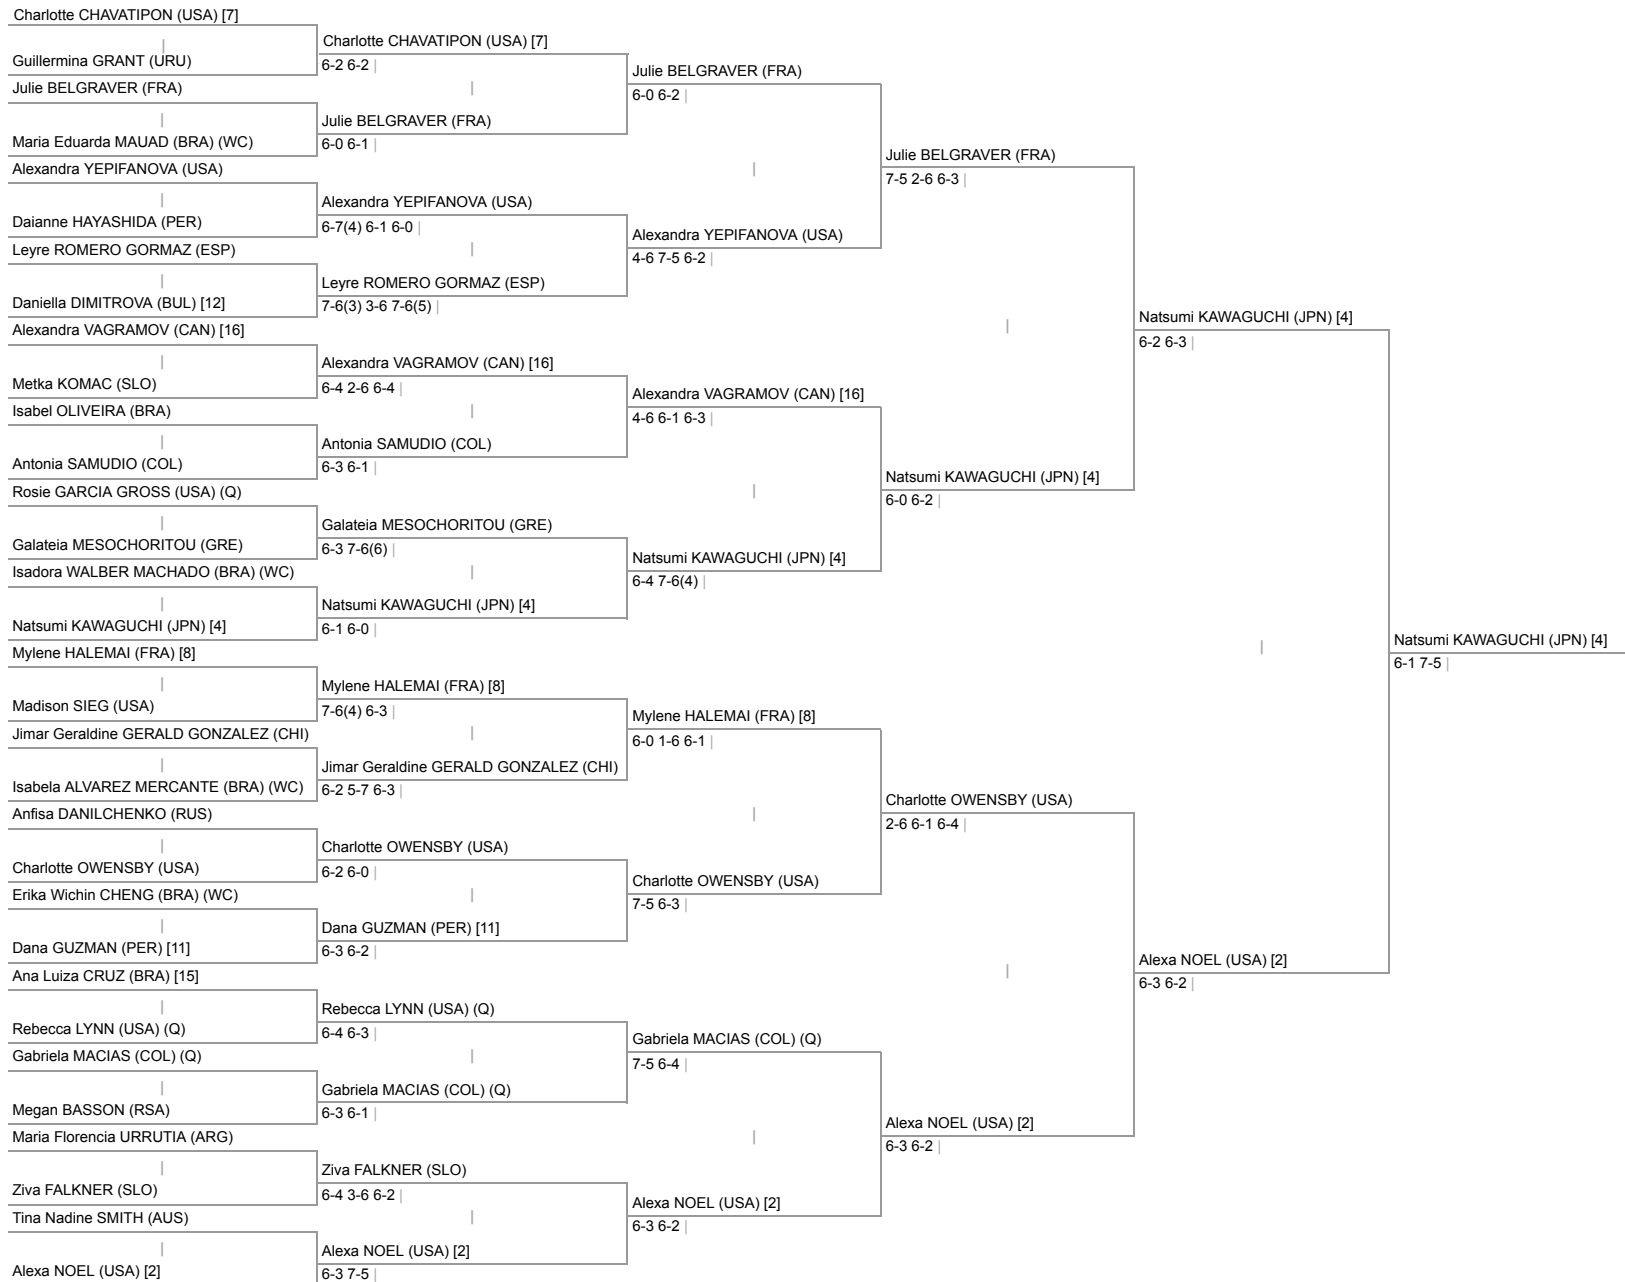 Charlotte CHAVATIPON (USA) [7]
Guillermina GRANT (URU)
Julie BELGRAVER (FRA)
Maria Eduarda MAUAD (BRA) (WC)
Alexandra YEPIFANOVA (USA)
Daianne HAYASHIDA (PER)
Leyre ROMERO GORMAZ (ESP)
Daniella DIMITROVA (BUL) [12]
Alexandra VAGRAMOV (CAN) [16]
Metka KOMAC (SLO)
Isabel OLIVEIRA (BRA)
Antonia SAMUDIO (COL)
Rosie GARCIA GROSS (USA) (Q)
Galateia MESOCHORITOU (GRE)
Isadora WALBER MACHADO (BRA) (WC)
Natsumi KAWAGUCHI (JPN) [4]
Mylene HALEMAI (FRA) [8]
Madison SIEG (USA)
Jimar Geraldine GERALD GONZALEZ (CHI)
Isabela ALVAREZ MERCANTE (BRA) (WC)
Anfisa DANILCHENKO (RUS)
Charlotte OWENSBY (USA)
Erika Wichin CHENG (BRA) (WC)
Dana GUZMAN (PER) [11]
Ana Luiza CRUZ (BRA) [15]
Rebecca LYNN (USA) (Q)
Gabriela MACIAS (COL) (Q)
Megan BASSON (RSA)
Maria Florencia URRUTIA (ARG)
Ziva FALKNER (SLO)
Tina Nadine SMITH (AUS)
Alexa NOEL (USA) [2]
Charlotte CHAVATIPON (USA) [7]
6-2 6-2
Julie BELGRAVER (FRA)
6-0 6-1
Alexandra YEPIFANOVA (USA)
6-7(4) 6-1 6-0
Leyre ROMERO GORMAZ (ESP)
7-6(3) 3-6 7-6(5)
Alexandra VAGRAMOV (CAN) [16]
6-4 2-6 6-4
Antonia SAMUDIO (COL)
6-3 6-1
Galateia MESOCHORITOU (GRE)
6-3 7-6(6)
Natsumi KAWAGUCHI (JPN) [4]
6-1 6-0
Mylene HALEMAI (FRA) [8]
7-6(4) 6-3
Jimar Geraldine GERALD GONZALEZ (CHI)
6-2 5-7 6-3
Charlotte OWENSBY (USA)
6-2 6-0
Dana GUZMAN (PER) [11]
6-3 6-2
Rebecca LYNN (USA) (Q)
6-4 6-3
Gabriela MACIAS (COL) (Q)
6-3 6-1
Ziva FALKNER (SLO)
6-4 3-6 6-2
Alexa NOEL (USA) [2]
6-3 7-5
Julie BELGRAVER (FRA)
6-0 6-2
Alexandra YEPIFANOVA (USA)
4-6 7-5 6-2
Alexandra VAGRAMOV (CAN) [16]
4-6 6-1 6-3
Natsumi KAWAGUCHI (JPN) [4]
6-4 7-6(4)
Mylene HALEMAI (FRA) [8]
6-0 1-6 6-1
Charlotte OWENSBY (USA)
7-5 6-3
Gabriela MACIAS (COL) (Q)
7-5 6-4
Alexa NOEL (USA) [2]
6-3 6-2
Julie BELGRAVER (FRA)
7-5 2-6 6-3
Natsumi KAWAGUCHI (JPN) [4]
6-0 6-2
Charlotte OWENSBY (USA)
2-6 6-1 6-4
Alexa NOEL (USA) [2]
6-3 6-2
Natsumi KAWAGUCHI (JPN) [4]
6-2 6-3
Alexa NOEL (USA) [2]
6-3 6-2
Natsumi KAWAGUCHI (JPN) [4]
6-1 7-5